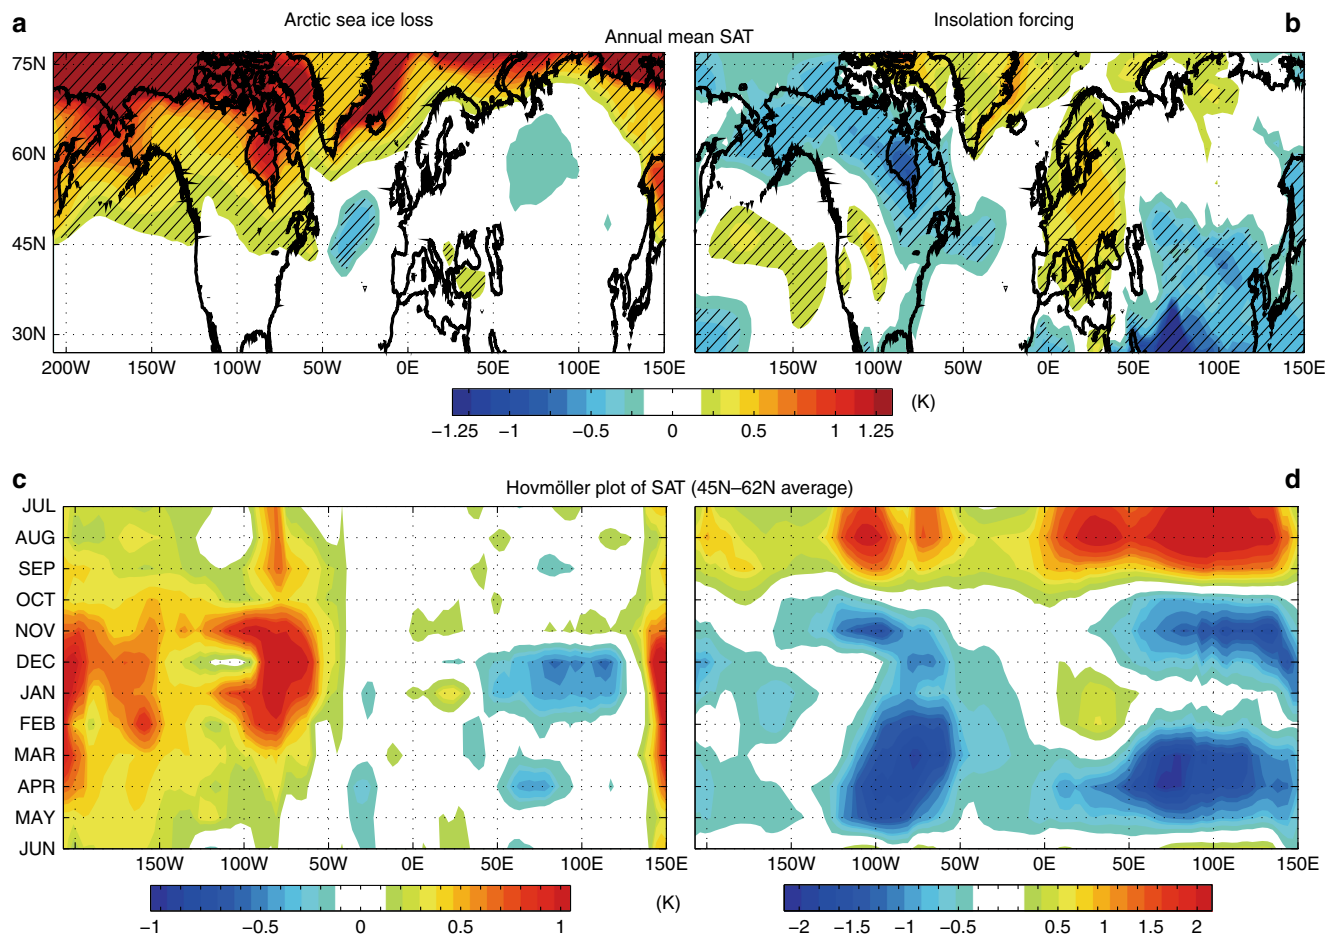 a Arctic sea ice loss Insolation forcing b
Annual mean SAT
75N
60N
45N
30N
200W 150W 100W 50W 0E 50E 100E 150E
150W 100W 50W 0E 50E 100E 150E
−1.25 −1 −0.5 0 0.5 1 1.25 (K)
c Hovmöller plot of SAT (45N–62N average) d
JUL
AUG
SEP
OCT
NOV
DEC
JAN
FEB
MAR
APR
MAY
JUN
150W 100W 50W 0E 50E 100E 150E
150W 100W 50W 0E 50E 100E 150E
−1 −0.5 0 0.5 1 (K)
−2 −1.5 −1 −0.5 0 0.5 1 1.5 2